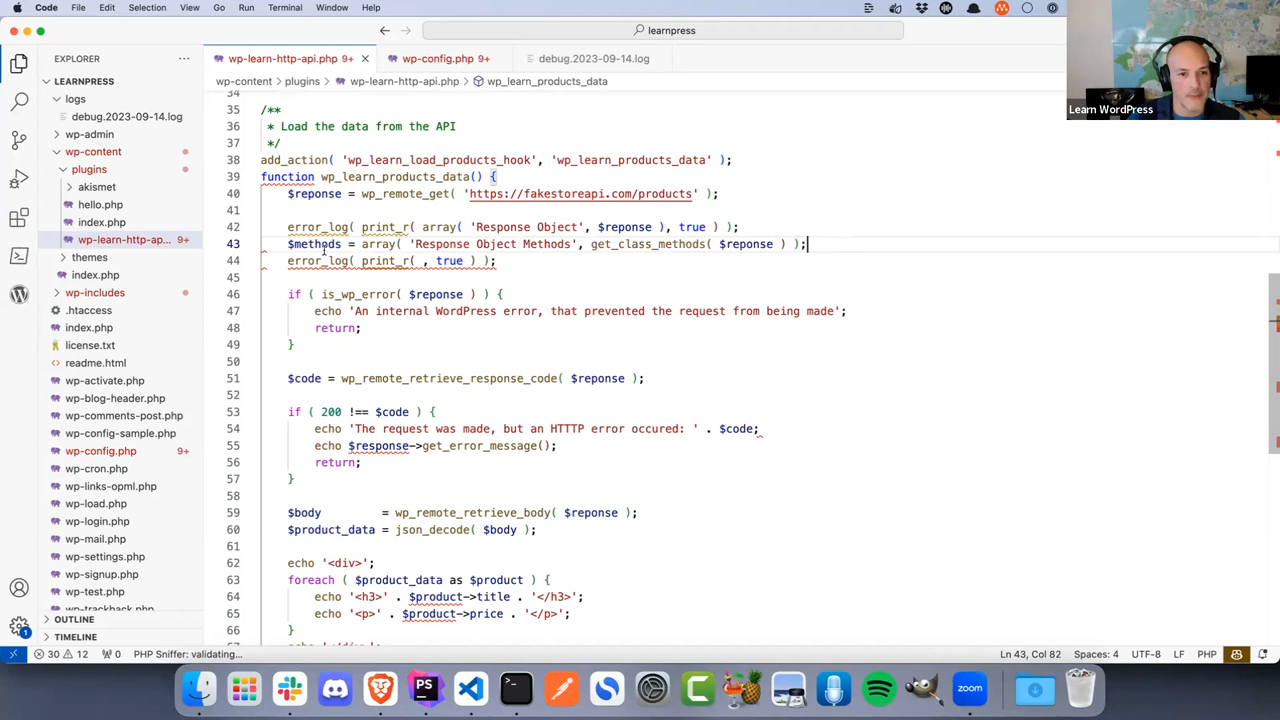 Code File Edit Selection View Go Run Terminal Window Help
learnpress
EXPLORER
LEARNPRESS
logs
debug.2023-09-14.log
wp-admin
wp-content
plugins
akismet
hello.php
index.php
wp-learn-http-ap... 9+
themes
index.php
wp-includes
.htaccess
index.php
license.txt
readme.html
wp-activate.php
wp-blog-header.php
wp-comments-post.php
wp-config-sample.php
wp-config.php 9+
wp-cron.php
wp-links-opml.php
wp-load.php
wp-login.php
wp-mail.php
wp-settings.php
wp-signup.php
wp-test.php
wp-trackback.php
OUTLINE
TIMELINE
wp-learn-http-api.php 9+
wp-config.php 9+
debug.2023-09-14.log
wp-content > plugins > wp-learn-http-api.php > wp_learn_products_data
34
35 /**
36 * Load the data from the API
37 */
38 add_action( 'wp_learn_load_products_hook', 'wp_learn_products_data' );
39 function wp_learn_products_data() {
40 $reponse = wp_remote_get( 'https://fakestoreapi.com/products' );
41
42 error_log( print_r( array( 'Response Object', $reponse ), true ) );
43 $methods = array( 'Response Object Methods', get_class_methods( $reponse ) );
44 error_log( print_r( , true ) );
45
46 if ( is_wp_error( $reponse ) ) {
47 echo 'An internal WordPress error, that prevented the request from being made';
48 return;
49 }
50
51 $code = wp_remote_retrieve_response_code( $reponse );
52
53 if ( 200 !== $code ) {
54 echo 'The request was made, but an HTTTP error occured: ' . $code;
55 echo $response->get_error_message();
56 return;
57 }
58
59 $body = wp_remote_retrieve_body( $reponse );
60 $product_data = json_decode( $body );
61
62 echo '<div>';
63 foreach ( $product_data as $product ) {
64 echo '<h3>' . $product->title . '</h3>';
65 echo '<p>' . $product->price . '</p>';
66 }
Learn WordPress
30 12 0 PHP Sniffer: validating...
Ln 43, Col 82 Spaces: 4 UTF-8 LF PHP
1
PS
zoom